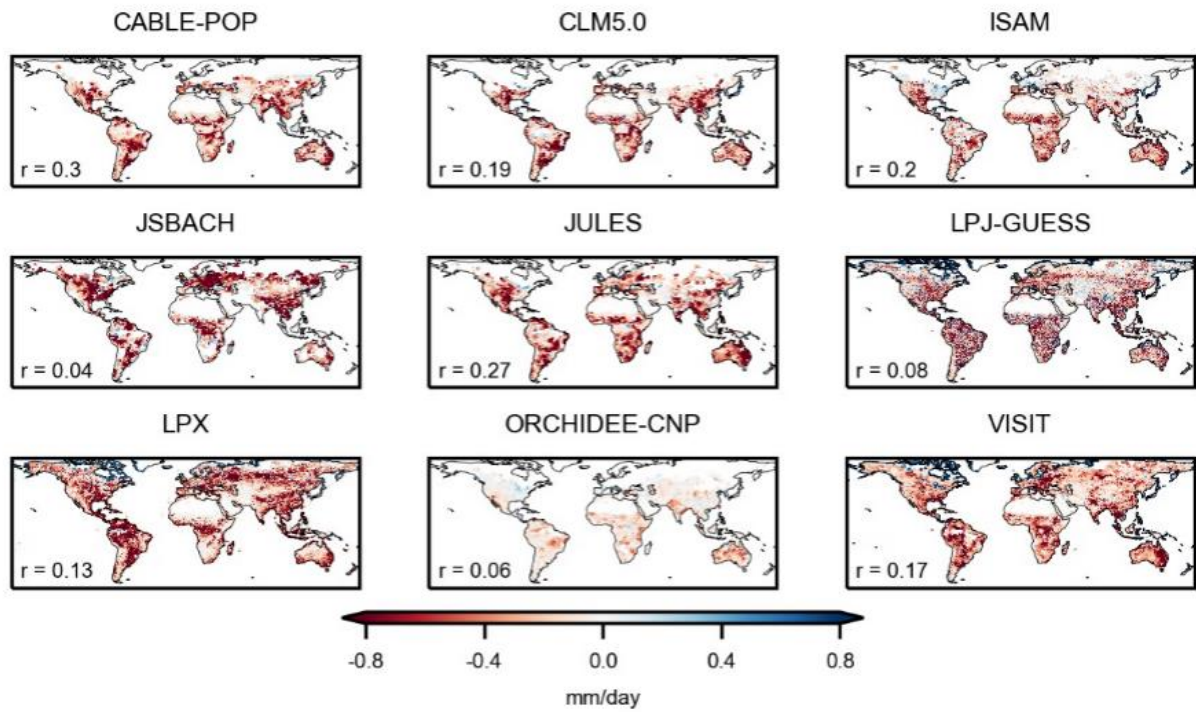 CABLE-POP CLM5.0 ISAM
r = 0.3 r = 0.19 r = 0.2
JSBACH JULES LPJ-GUESS
r = 0.04 r = 0.27 r = 0.08
LPX ORCHIDEE-CNP VISIT
r = 0.13 r = 0.06 r = 0.17
-0.8 -0.4 0.0 0.4 0.8
mm/day